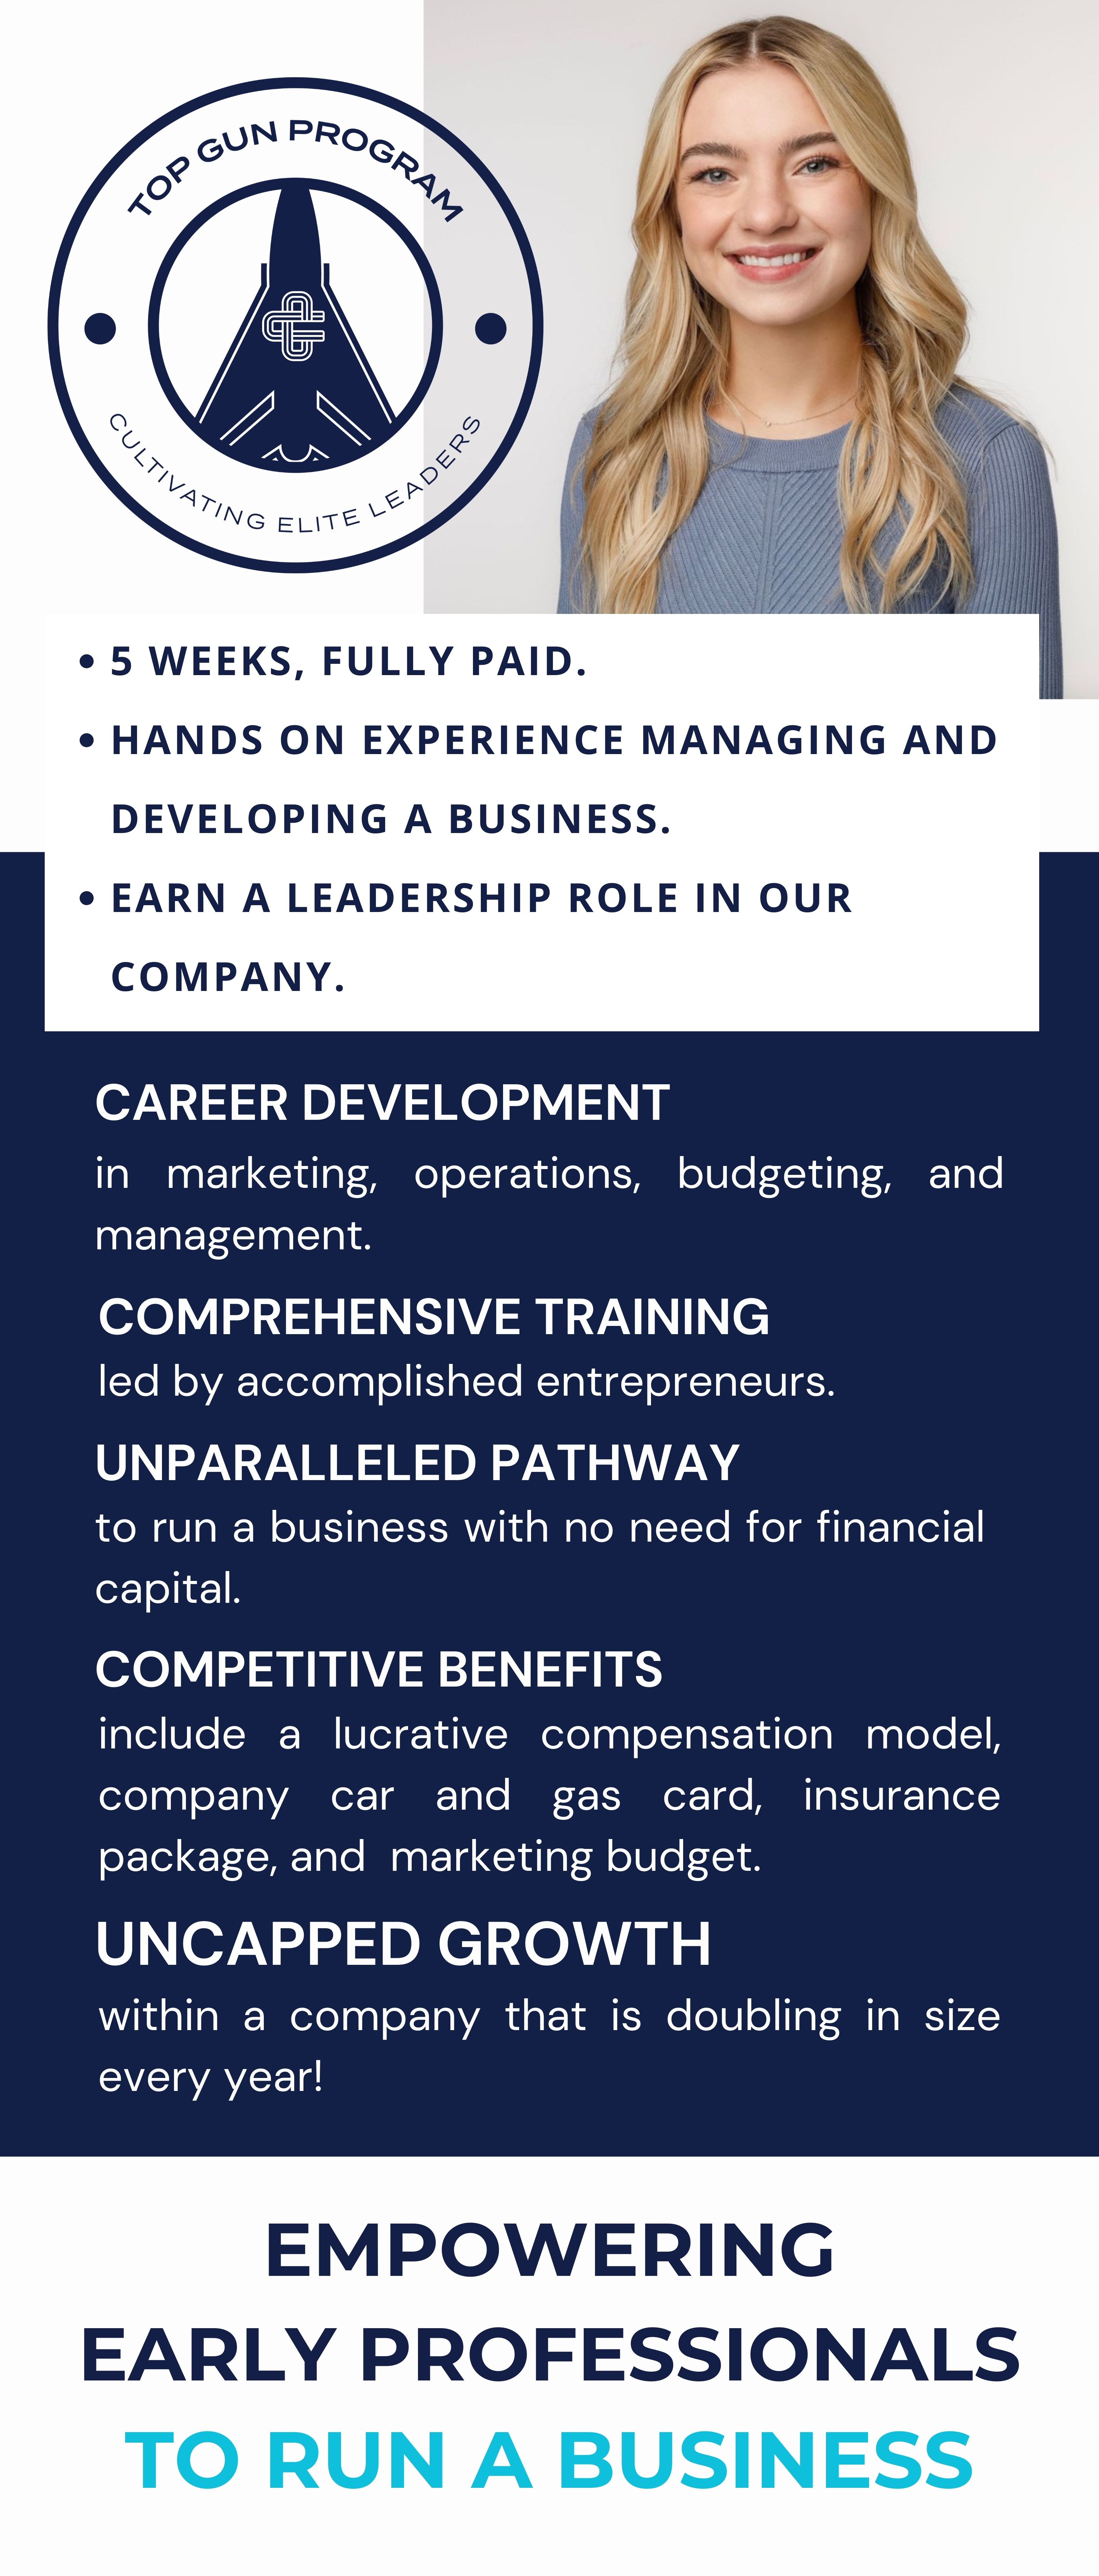 TOP GUN PROGRAM
CULTIVATING ELITE LEADERS
• 5 WEEKS, FULLY PAID.
• HANDS ON EXPERIENCE MANAGING AND
DEVELOPING A BUSINESS.
• EARN A LEADERSHIP ROLE IN OUR
COMPANY.
CAREER DEVELOPMENT
in marketing, operations, budgeting, and
management.
COMPREHENSIVE TRAINING
led by accomplished entrepreneurs.
UNPARALLELED PATHWAY
to run a business with no need for financial
capital.
COMPETITIVE BENEFITS
include a lucrative compensation model,
company car and gas card, insurance
package, and marketing budget.
UNCAPPED GROWTH
within a company that is doubling in size
every year!
EMPOWERING
EARLY PROFESSIONALS
TO RUN A BUSINESS